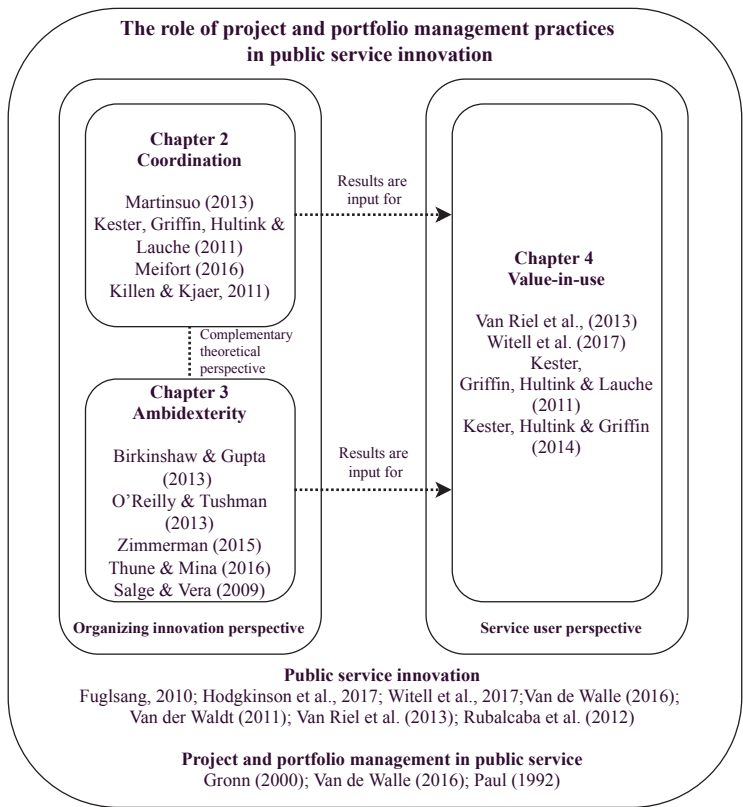 The role of project and portfolio management practices
in public service innovation
Chapter 2
Coordination
Martinsuo (2013)
Kester, Griffin, Hultink &
Lauche (2011)
Meifort (2016)
Killen & Kjaer, 2011)
Results are
input for
Complementary
theoretical
perspective
Chapter 3
Ambidexterity
Birkinshaw & Gupta
(2013)
O'Reilly & Tushman
(2013)
Zimmerman (2015)
Thune & Mina (2016)
Salge & Vera (2009)
Results are
input for
Organizing innovation perspective
Chapter 4
Value-in-use
Van Riel et al., (2013)
Witell et al. (2017)
Kester,
Griffin, Hultink & Lauche
(2011)
Kester, Hultink & Griffin
(2014)
Service user perspective
Public service innovation
Fuglsang, 2010; Hodgkinson et al., 2017; Witell et al., 2017;Van de Walle (2016);
Van der Waldt (2011); Van Riel et al. (2013); Rubalcaba et al. (2012)
Project and portfolio management in public service
Gronn (2000); Van de Walle (2016); Paul (1992)